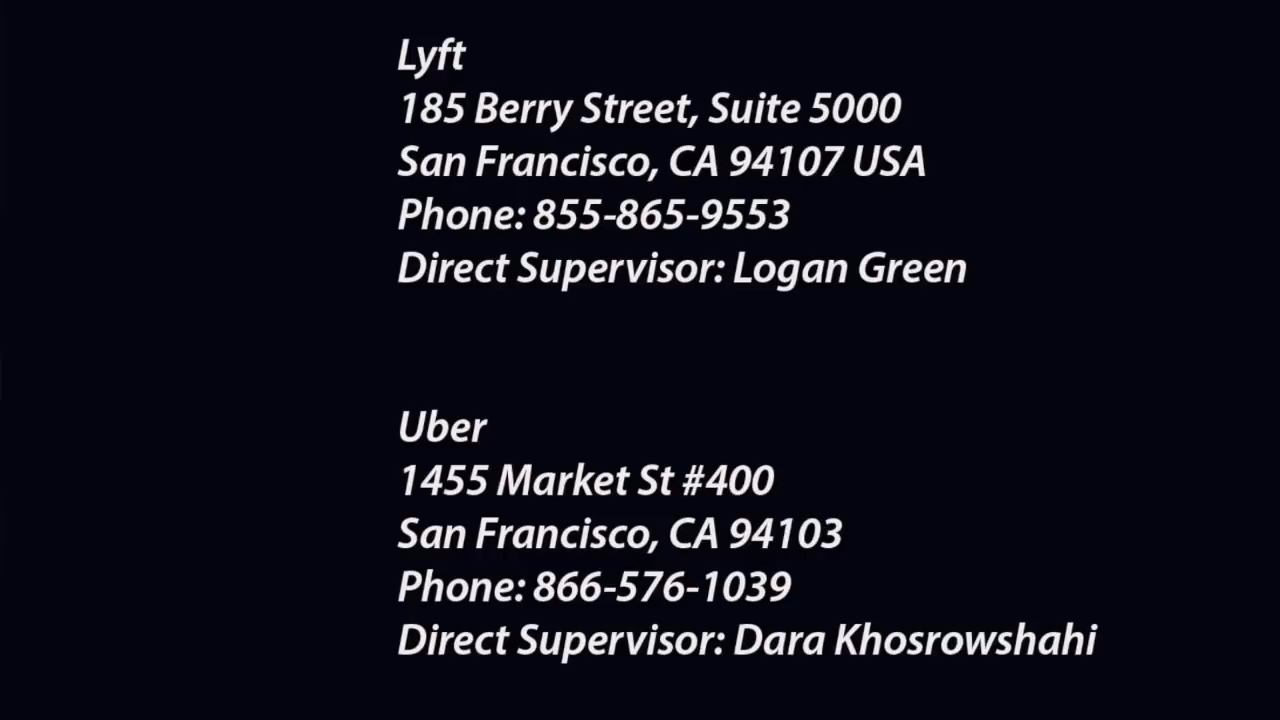 Lyft
185 Berry Street, Suite 5000
San Francisco, CA 94107 USA
Phone: 855-865-9553
Direct Supervisor: Logan Green
Uber
1455 Market St #400
San Francisco, CA 94103
Phone: 866-576-1039
Direct Supervisor: Dara Khosrowshahi